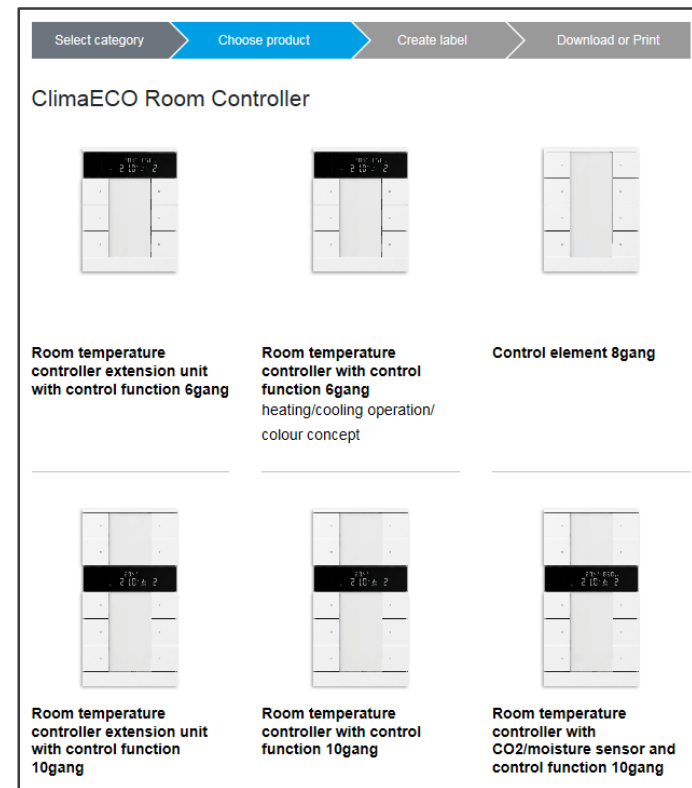 Select category
Choose product
Create label
Download or Print
ClimaECO Room Controller
Room temperature
controller extension unit
with control function 6gang
Room temperature
controller with control
function 6gang
heating/cooling operation/
colour concept
Control element 8gang
Room temperature
controller extension unit
with control function
10gang
Room temperature
controller with control
function 10gang
Room temperature
controller with
CO2/moisture sensor and
control function 10gang